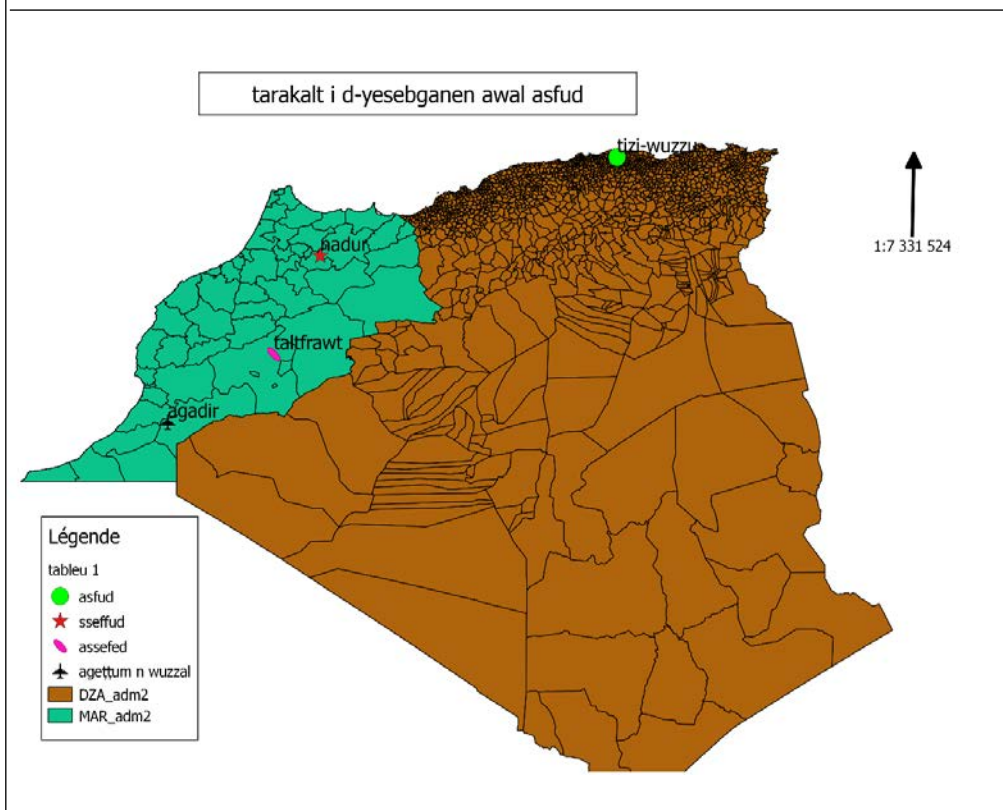 tarakalt i d-yesebganen awal asfud
tizi-wuzzu
nadur
1:7 331 524
taltfrawt
agadir
Légende
tableu 1
asfud
sseffud
assefed
ageṭṭum n wuzzal
DZA_adm2
MAR_adm2